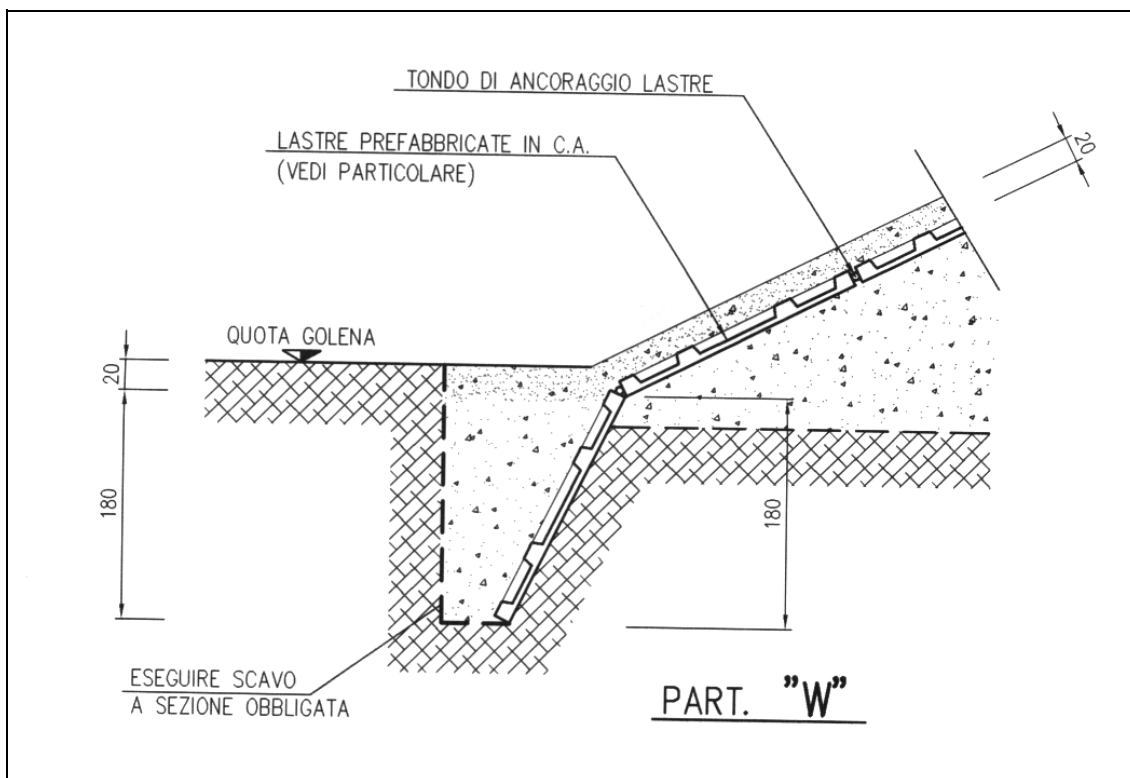 TONDO DI ANCORAGGIO LASTRE
LASTRE PREFABBRICATE IN C.A.
(VEDI PARTICOLARE)
20
QUOTA GOLENA
20
180
180
ESEGUIRE SCAVO
A SEZIONE OBBLIGATA
PART. "W"